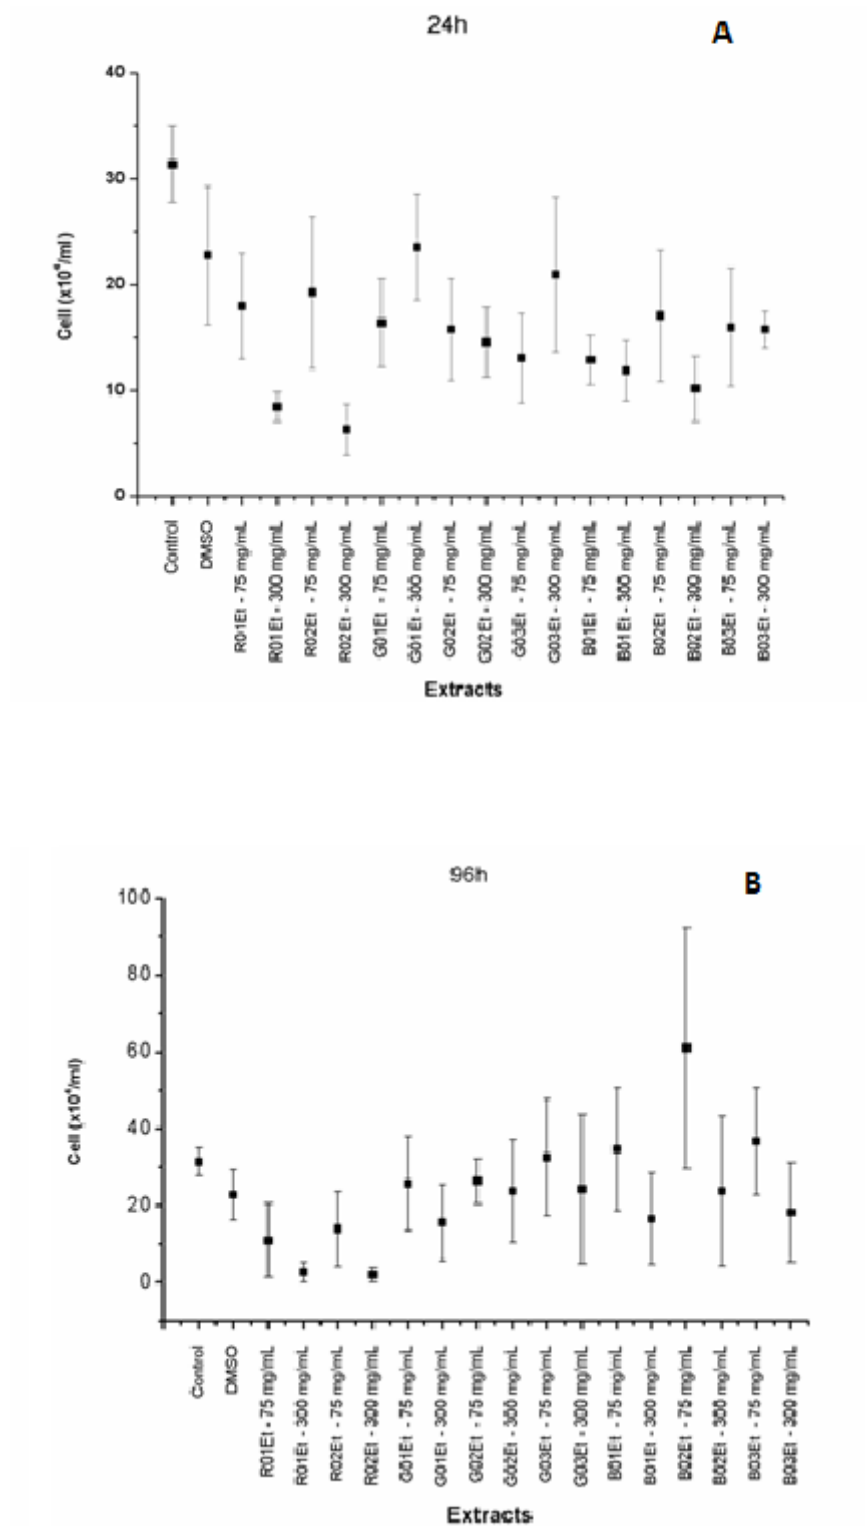 24h
A
40
30
20
10
0
Cell (x10⁴/ml)
Control
DMSO
R01Et - 75 mg/mL
R01Et - 300 mg/mL
R02Et - 75 mg/mL
R02Et - 300 mg/mL
G01Et - 75 mg/mL
G01Et - 300 mg/mL
G02Et - 75 mg/mL
G02Et - 300 mg/mL
G03Et - 75 mg/mL
G03Et - 300 mg/mL
B01Et - 75 mg/mL
B01Et - 300 mg/mL
B02Et - 75 mg/mL
B02Et - 300 mg/mL
B03Et - 75 mg/mL
B03Et - 300 mg/mL
Extracts
96h
B
100
80
60
40
20
0
Cell (x10⁴/ml)
Control
DMSO
R01Et - 75 mg/mL
R01Et - 300 mg/mL
R02Et - 75 mg/mL
R02Et - 300 mg/mL
G01Et - 75 mg/mL
G01Et - 300 mg/mL
G02Et - 75 mg/mL
G02Et - 300 mg/mL
G03Et - 75 mg/mL
G03Et - 300 mg/mL
B01Et - 75 mg/mL
B01Et - 300 mg/mL
B02Et - 75 mg/mL
B02Et - 300 mg/mL
B03Et - 75 mg/mL
B03Et - 300 mg/mL
Extracts